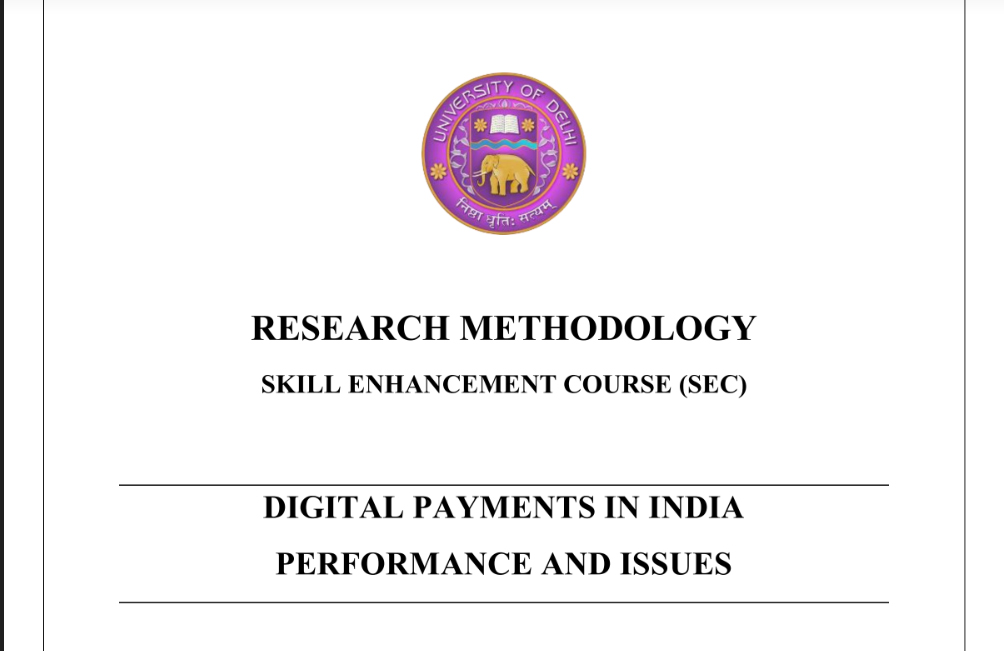 UNIVERSITY OF DELHI
निष्ठा धृति: सत्यम्
RESEARCH METHODOLOGY
SKILL ENHANCEMENT COURSE (SEC)
DIGITAL PAYMENTS IN INDIA
PERFORMANCE AND ISSUES